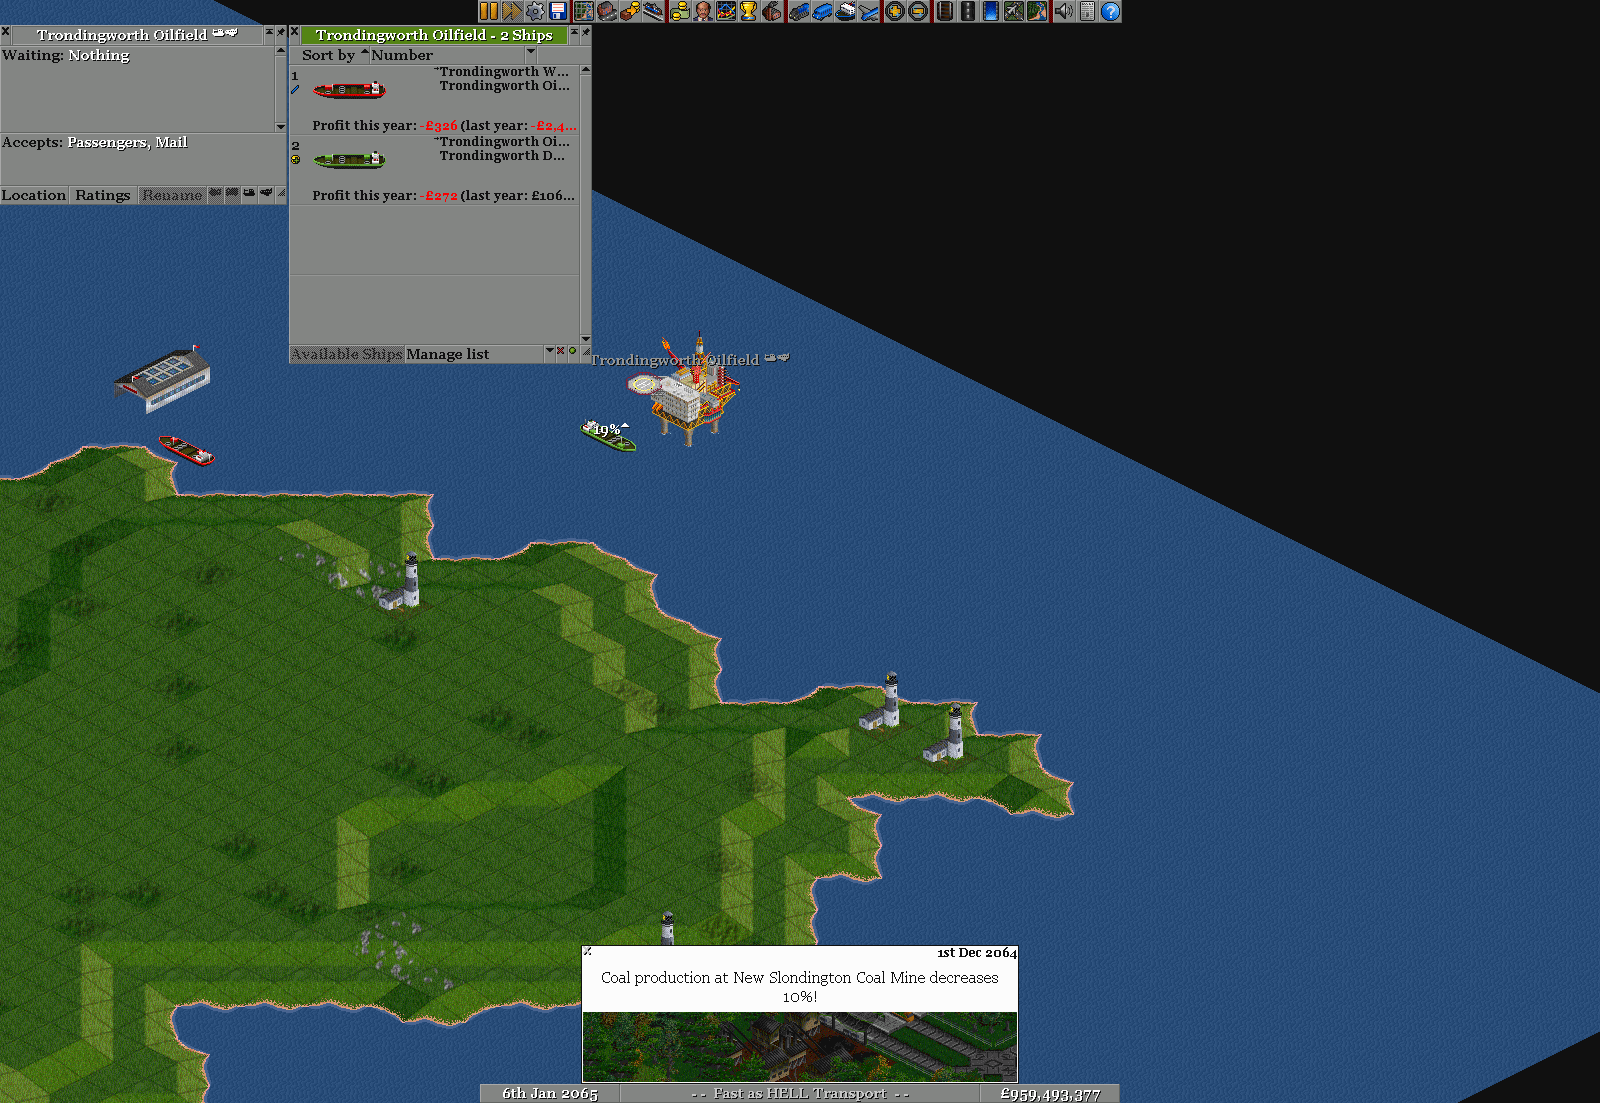 Trondingworth Oilfield
Waiting: Nothing
Accepts: Passengers, Mail
Location Ratings Rename
Trondingworth Oilfield - 2 Ships
Sort by Number
1
Trondingworth W...
Trondingworth Oi...
Profit this year: -£326 (last year: -£2,4...
2
Trondingworth Oi...
Trondingworth D...
Profit this year: -£272 (last year: £106...
Available Ships Manage list
Trondingworth Oilfield
19%
1st Dec 2064
Coal production at New Slondington Coal Mine decreases
10%!
6th Jan 2065
-- Fast as HELL Transport --
£959,493,377